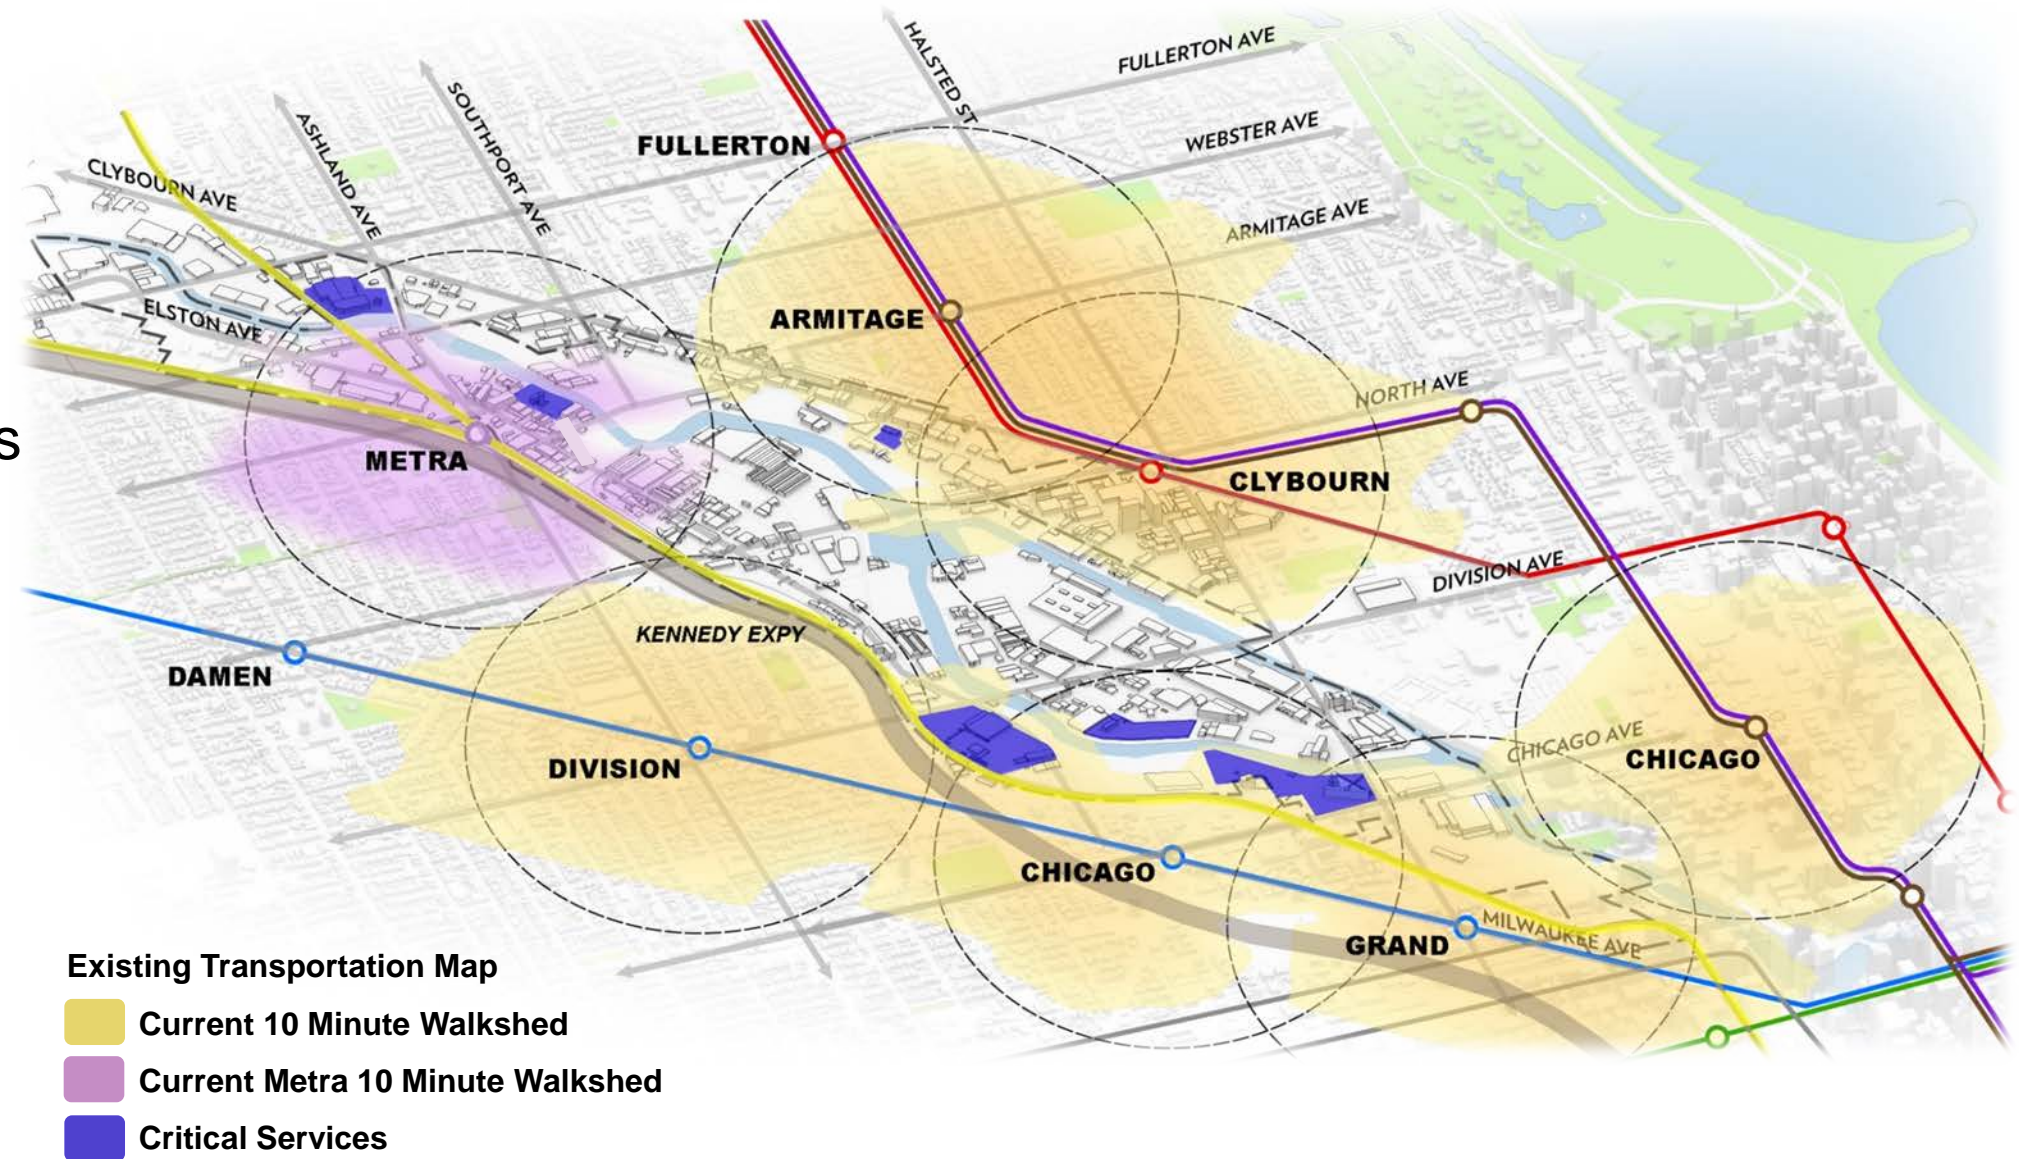 HALSTED ST
FULLERTON AVE
SOUTHPORT AVE
ASHLAND AVE
WEBSTER AVE
FULLERTON
CLYBOURN AVE
ARMITAGE AVE
ELSTON AVE
ARMITAGE
NORTH AVE
s
METRA
CLYBOURN
DIVISION AVE
KENNEDY EXPY
DAMEN
CHICAGO AVE
DIVISION
CHICAGO
CHICAGO
MILWAUKEE AVE
GRAND
Existing Transportation Map
Current 10 Minute Walkshed
Current Metra 10 Minute Walkshed
Critical Services